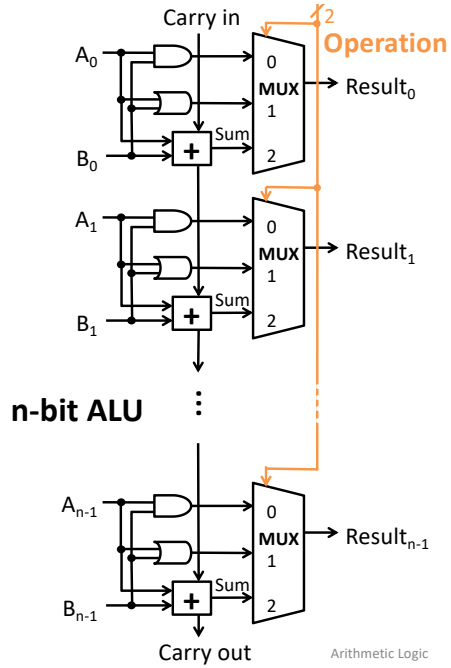 Carry in
2
Operation
A₀
0
MUX
Result₀
1
Sum
+
2
B₀
A₁
0
MUX
Result₁
1
Sum
+
2
B₁
n-bit ALU
...
Aₙ₋₁
0
MUX
Resultₙ₋₁
1
Sum
+
2
Bₙ₋₁
Carry out
Arithmetic Logic